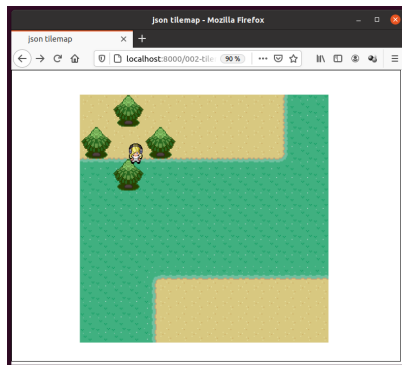 json tilemap - Mozilla Firefox
json tilemap
localhost:8000/002-tile 90 %